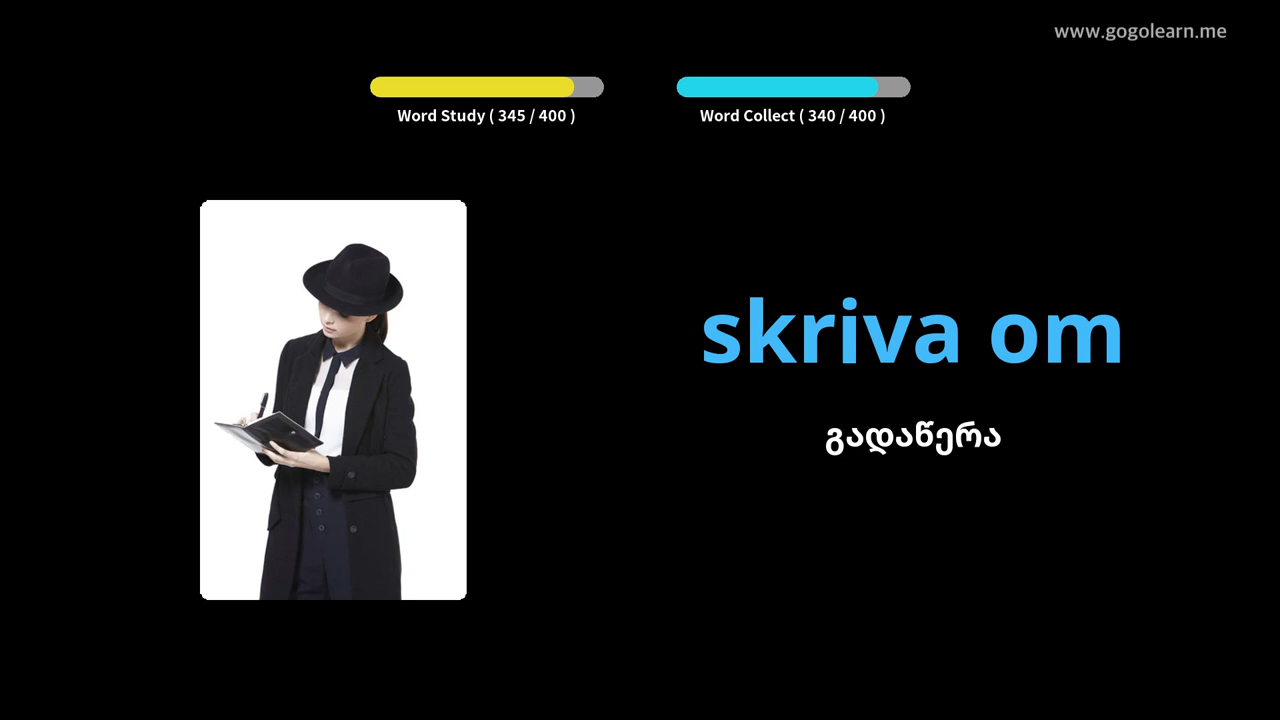 www.gogolearn.me
Word Study ( 345 / 400 )
Word Collect ( 340 / 400 )
skriva om
გადაწერა